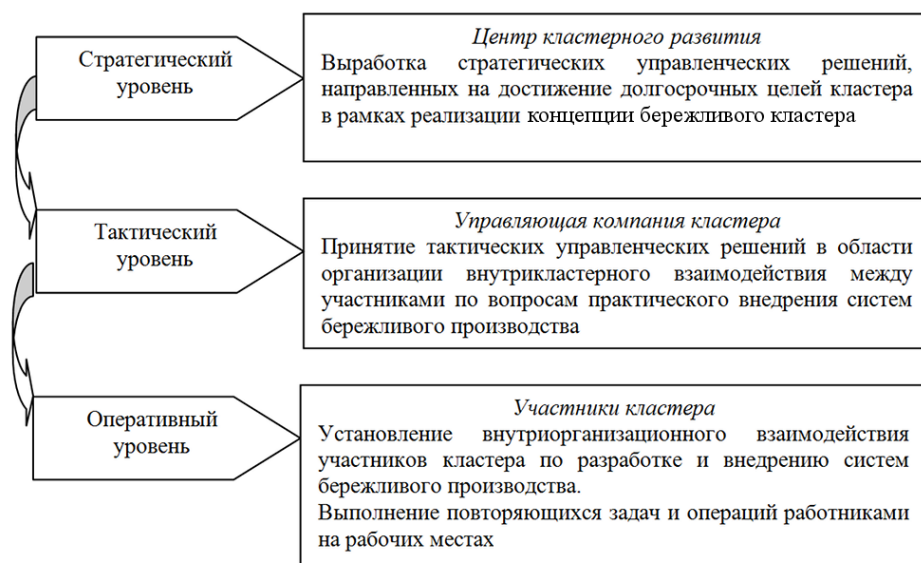 Стратегический
уровень
Центр кластерного развития
Выработка стратегических управленческих решений,
направленных на достижение долгосрочных целей кластера
в рамках реализации концепции бережливого кластера
Тактический
уровень
Управляющая компания кластера
Принятие тактических управленческих решений в области
организации внутрикластерного взаимодействия между
участниками по вопросам практического внедрения систем
бережливого производства
Оперативный
уровень
Участники кластера
Установление внутриорганизационного взаимодействия
участников кластера по разработке и внедрению систем
бережливого производства.
Выполнение повторяющихся задач и операций работниками
на рабочих местах